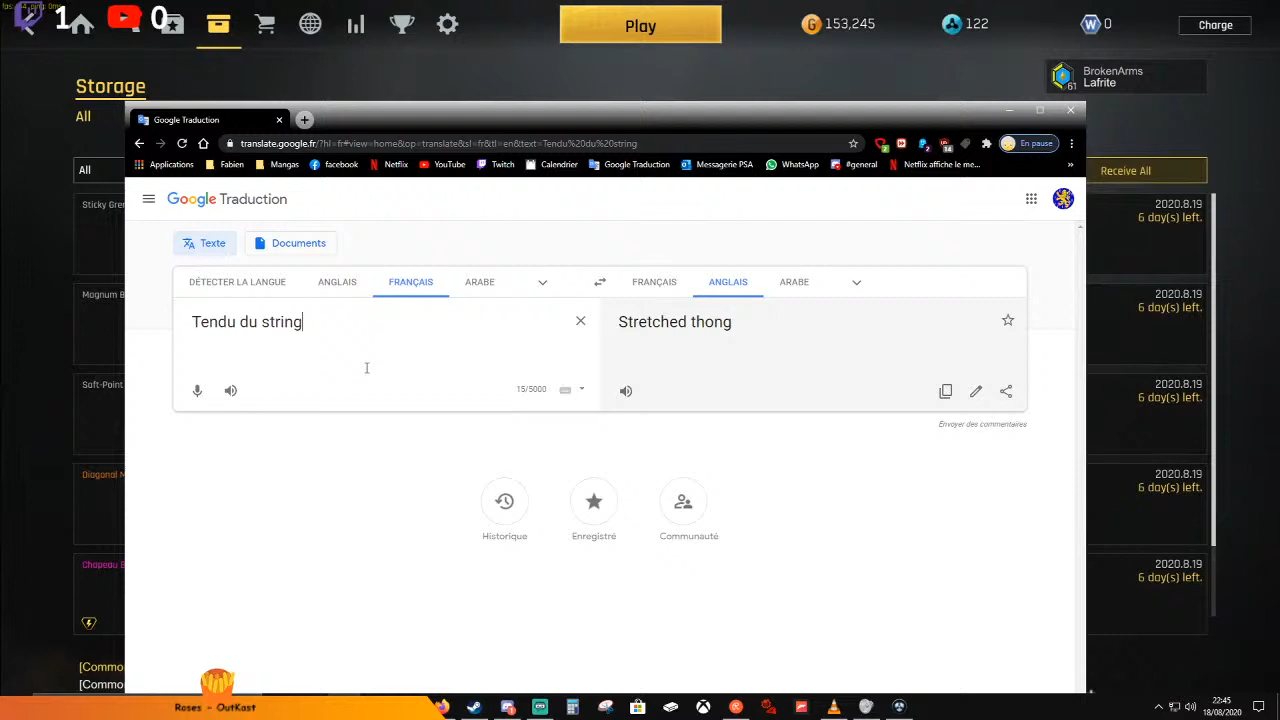 1
0
Play
153,245
122
0
Charge
Storage
BrokenArms
61
Lafrite
All
All
Receive All
Google Traduction
translate.google.fr/?hl=fr#view=home&op=translate&sl=fr&tl=en&text=Tendu%20du%20string
En pause
Applications
Fabien
Mangas
facebook
Netflix
YouTube
Twitch
Calendrier
Google Traduction
Messagerie PSA
WhatsApp
#general
Netflix affiche le me...
Google Traduction
Texte
Documents
DÉTECTER LA LANGUE
ANGLAIS
FRANÇAIS
ARABE
FRANÇAIS
ANGLAIS
ARABE
Tendu du string
Stretched thong
15/5000
Envoyer des commentaires
Historique
Enregistré
Communauté
Sticky Gre
2020.8.19
6 day(s) left.
Magnum B
2020.8.19
6 day(s) left.
Soft-Point
2020.8.19
6 day(s) left.
Diagonal M
2020.8.19
6 day(s) left.
Chapeau B
2020.8.19
6 day(s) left.
[Commo
[Commo
Roses - OutKast
22:45
18/08/2020